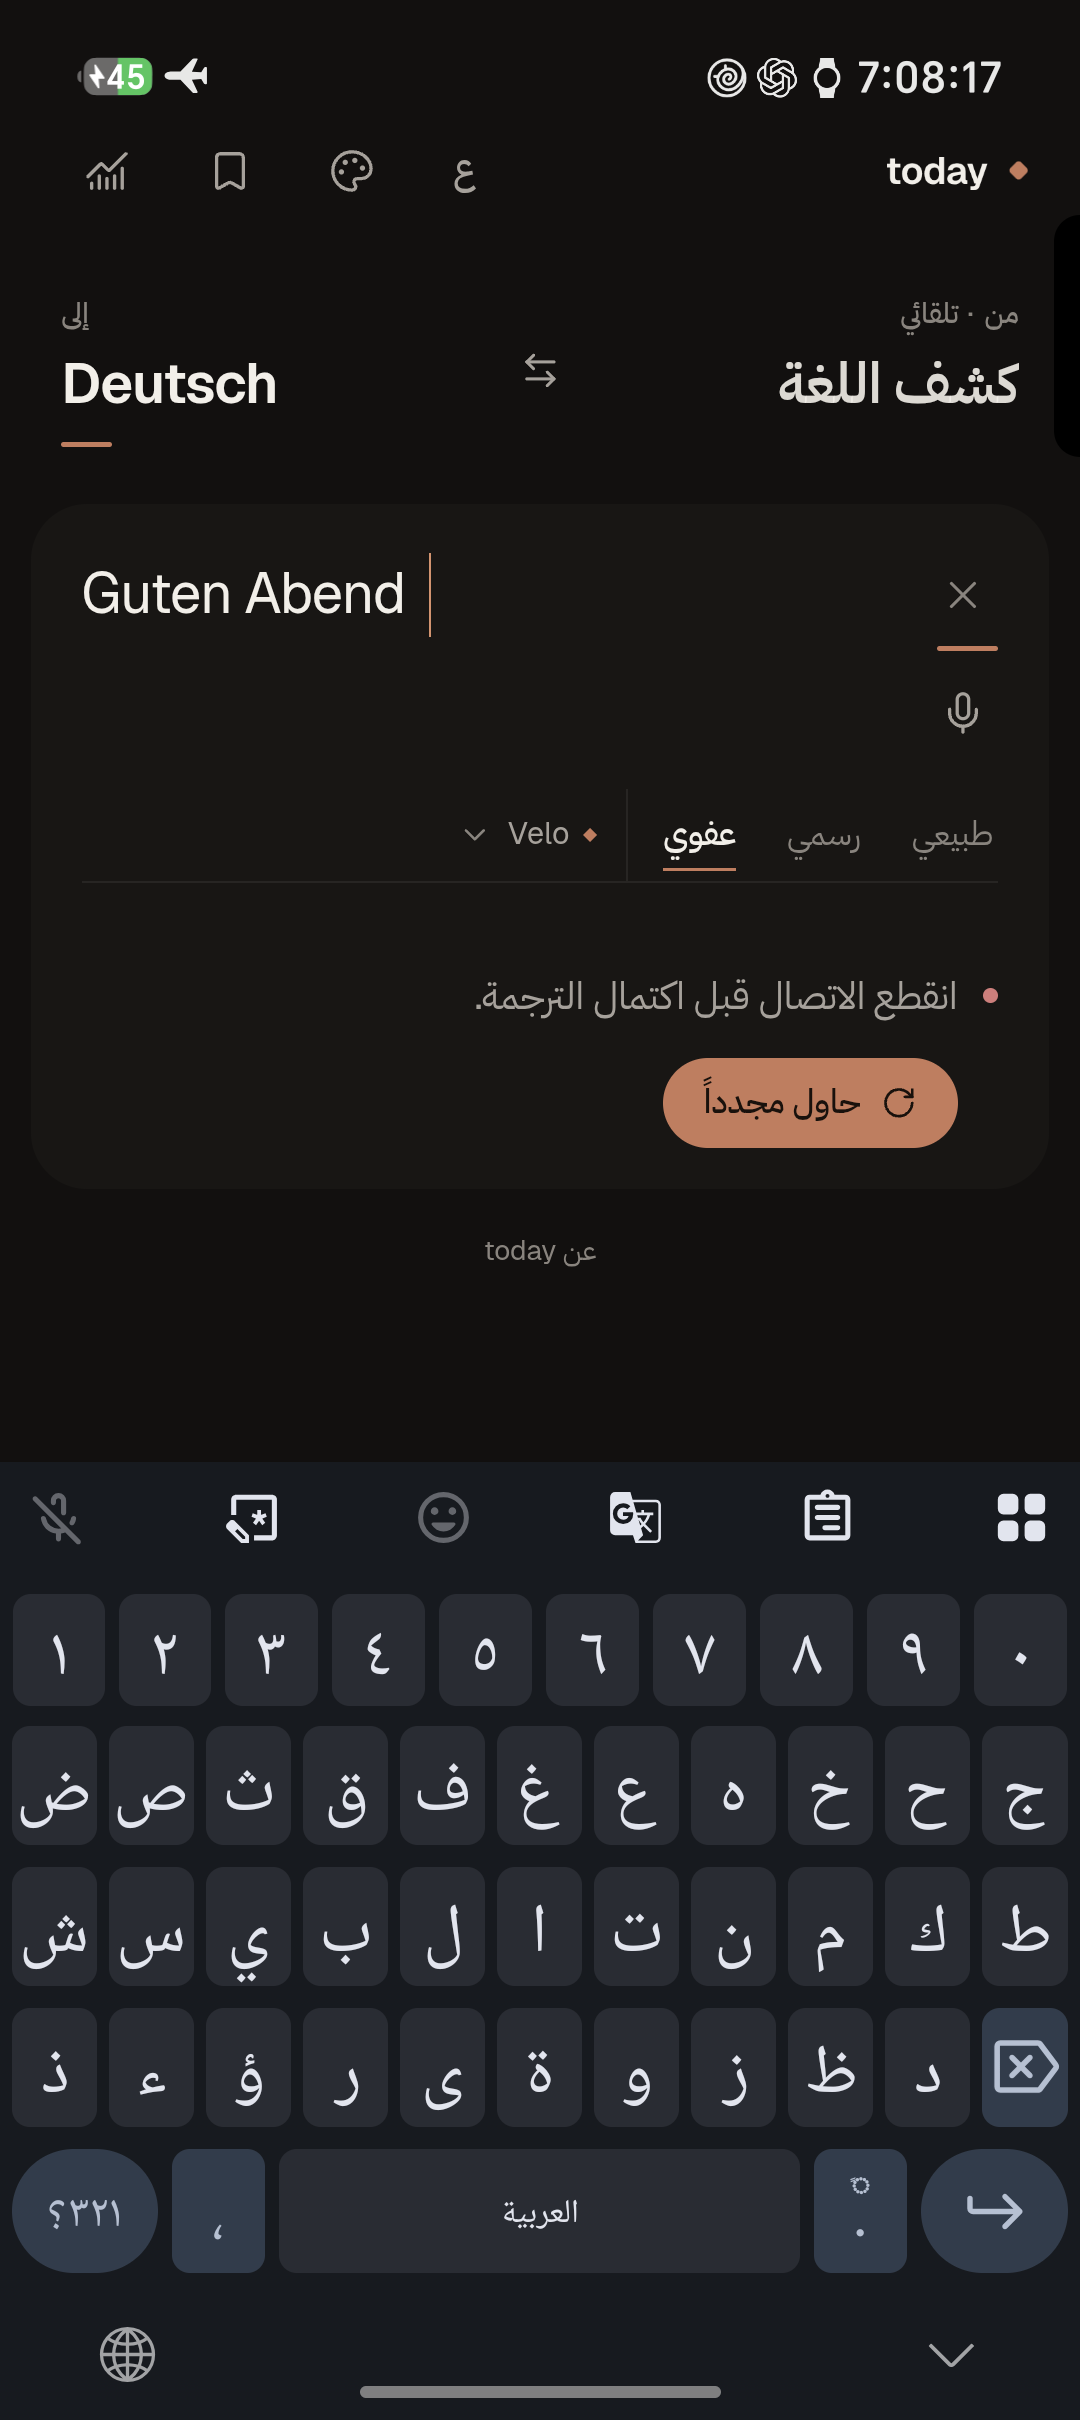 45
7:08:17
ع
today
من · تلقائي
إلى
كشف اللغة
Deutsch
Guten Abend
طبيعي
رسمي
عفوي
Velo
انقطع الاتصال قبل اكتمال الترجمة.
حاول مجدداً
عن today
١ ٢ ٣ ٤ ٥ ٦ ٧ ٨ ٩ ٠
ض ص ث ق ف غ ع ه خ ح ج
ش س ي ب ل ا ت ن م ك ط
ذ ء ؤ ر ى ة و ز ظ د
؟٣٢١
،
العربية
.